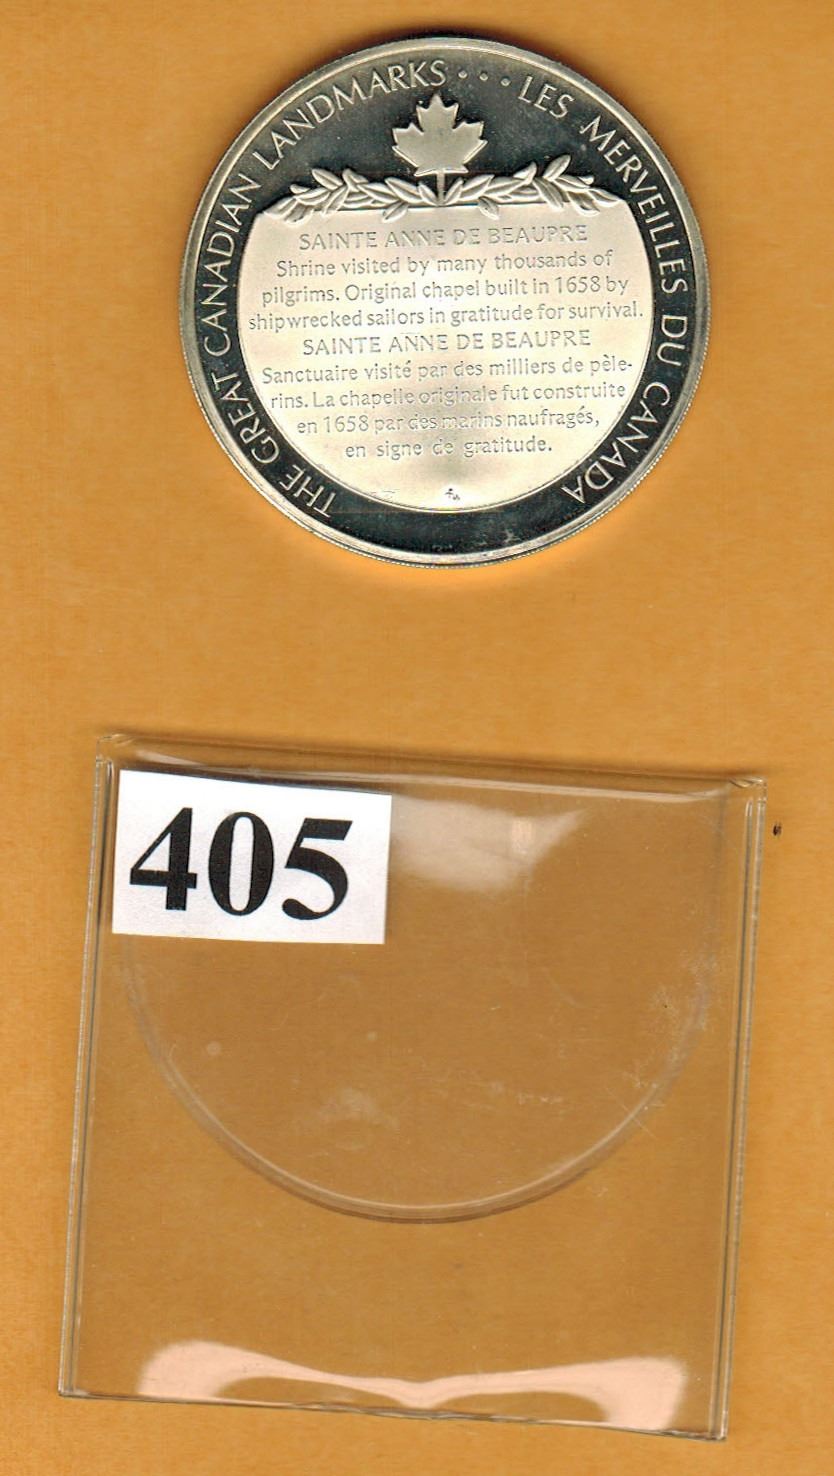 THE GREAT CANADIAN LANDMARKS . . . LES MERVEILLES DU CANADA
SAINTE ANNE DE BEAUPRE
Shrine visited by many thousands of
pilgrims. Original chapel built in 1658 by
shipwrecked sailors in gratitude for survival.
SAINTE ANNE DE BEAUPRE
Sanctuaire visité par des milliers de pèle-
rins. La chapelle originale fut construite
en 1658 par des marins naufragés,
en signe de gratitude.
405